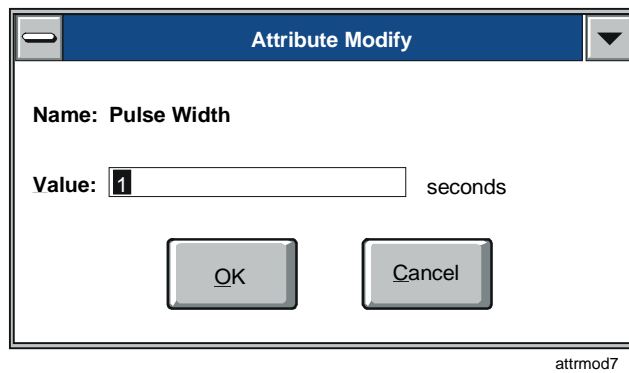 Attribute Modify
Name: Pulse Width
Value: 1 seconds
OK Cancel
attrmod7